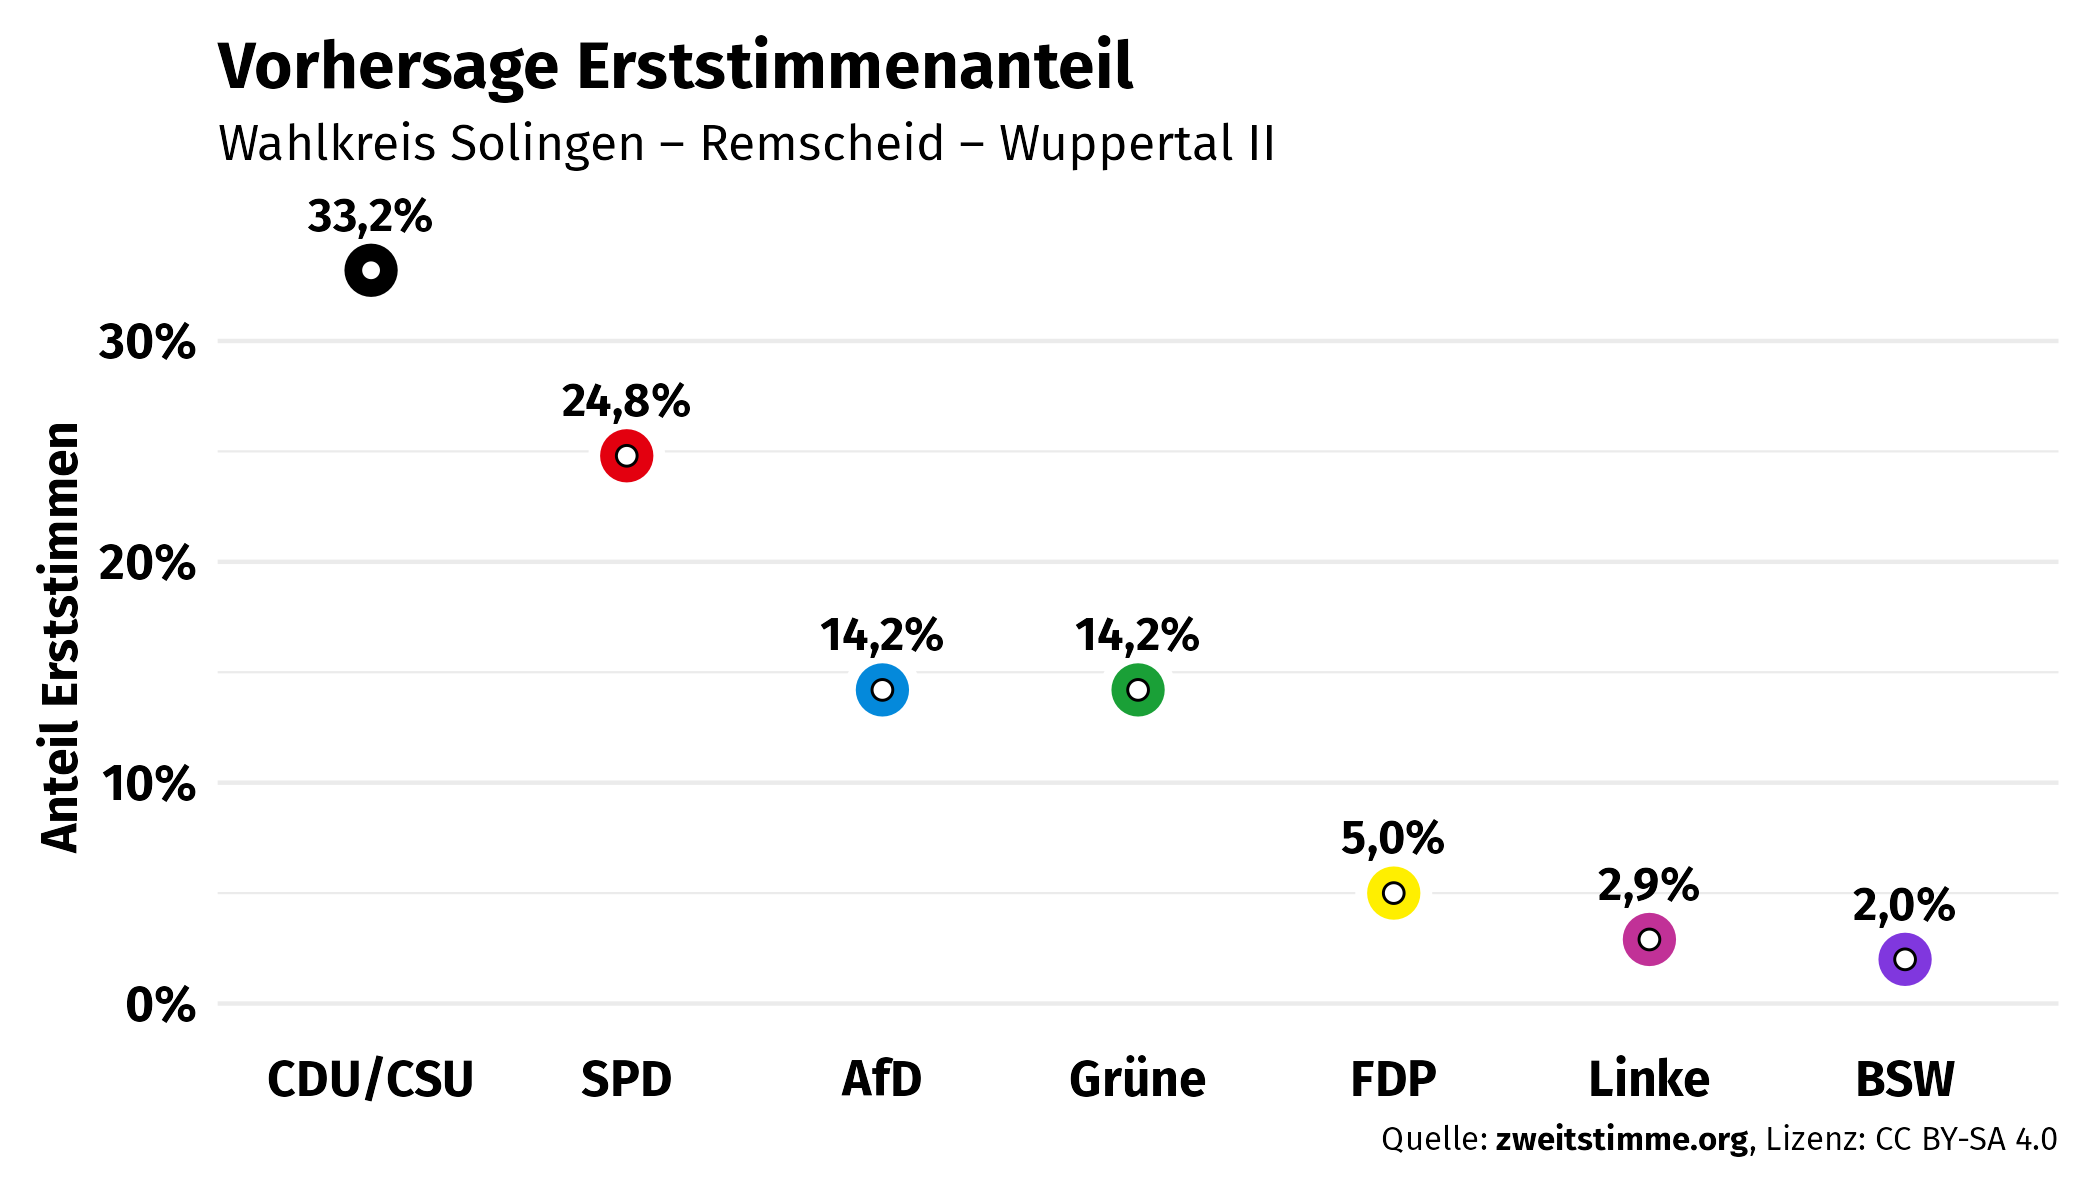 Vorhersage Erststimmenanteil
Wahlkreis Solingen – Remscheid – Wuppertal II
Anteil Erststimmen
30%
20%
10%
0%
33,2%
24,8%
14,2%
14,2%
5,0%
2,9%
2,0%
CDU/CSU SPD AfD Grüne FDP Linke BSW
Quelle: zweitstimme.org, Lizenz: CC BY-SA 4.0